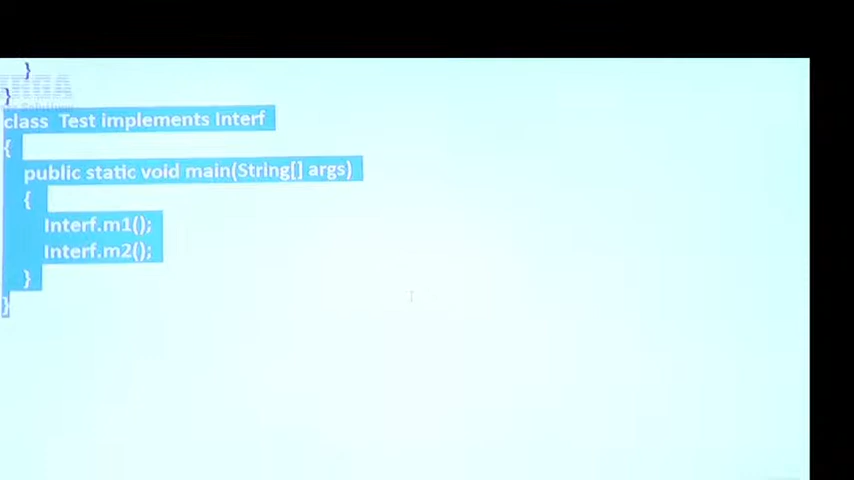 }
}
class Test implements Interf
{
public static void main(String[] args)
{
Interf.m1();
Interf.m2();
}
}